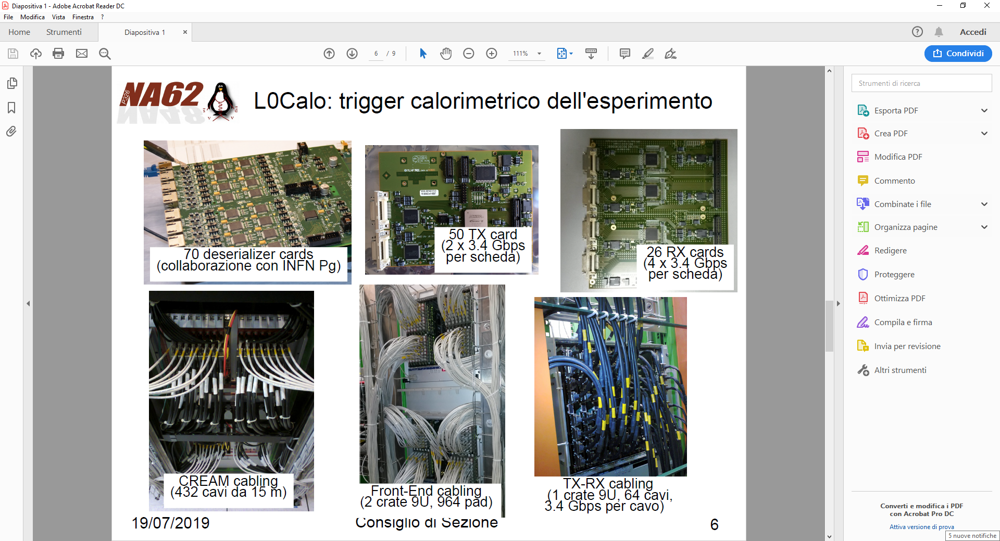 Diapositiva 1 - Adobe Acrobat Reader DC
File Modifica Vista Finestra ?
Home Strumenti Diapositiva 1 Accedi
6 / 9 111% Condividi
P326
NA62
L0Calo: trigger calorimetrico dell'esperimento
70 deserializer cards
(collaborazione con INFN Pg)
50 TX card
(2 x 3.4 Gbps
per scheda)
26 RX cards
(4 x 3.4 Gbps
per scheda)
CREAM cabling
(432 cavi da 15 m)
Front-End cabling
(2 crate 9U, 964 pad)
TX-RX cabling
(1 crate 9U, 64 cavi,
3.4 Gbps per cavo)
19/07/2019
Consiglio di Sezione
6
Strumenti di ricerca
Esporta PDF
Crea PDF
Modifica PDF
Commento
Combinate i file
Organizza pagine
Redigere
Proteggere
Ottimizza PDF
Compila e firma
Invia per revisione
Altri strumenti
Converti e modifica i PDF
con Acrobat Pro DC
Attiva versione di prova
5 nuove notifiche